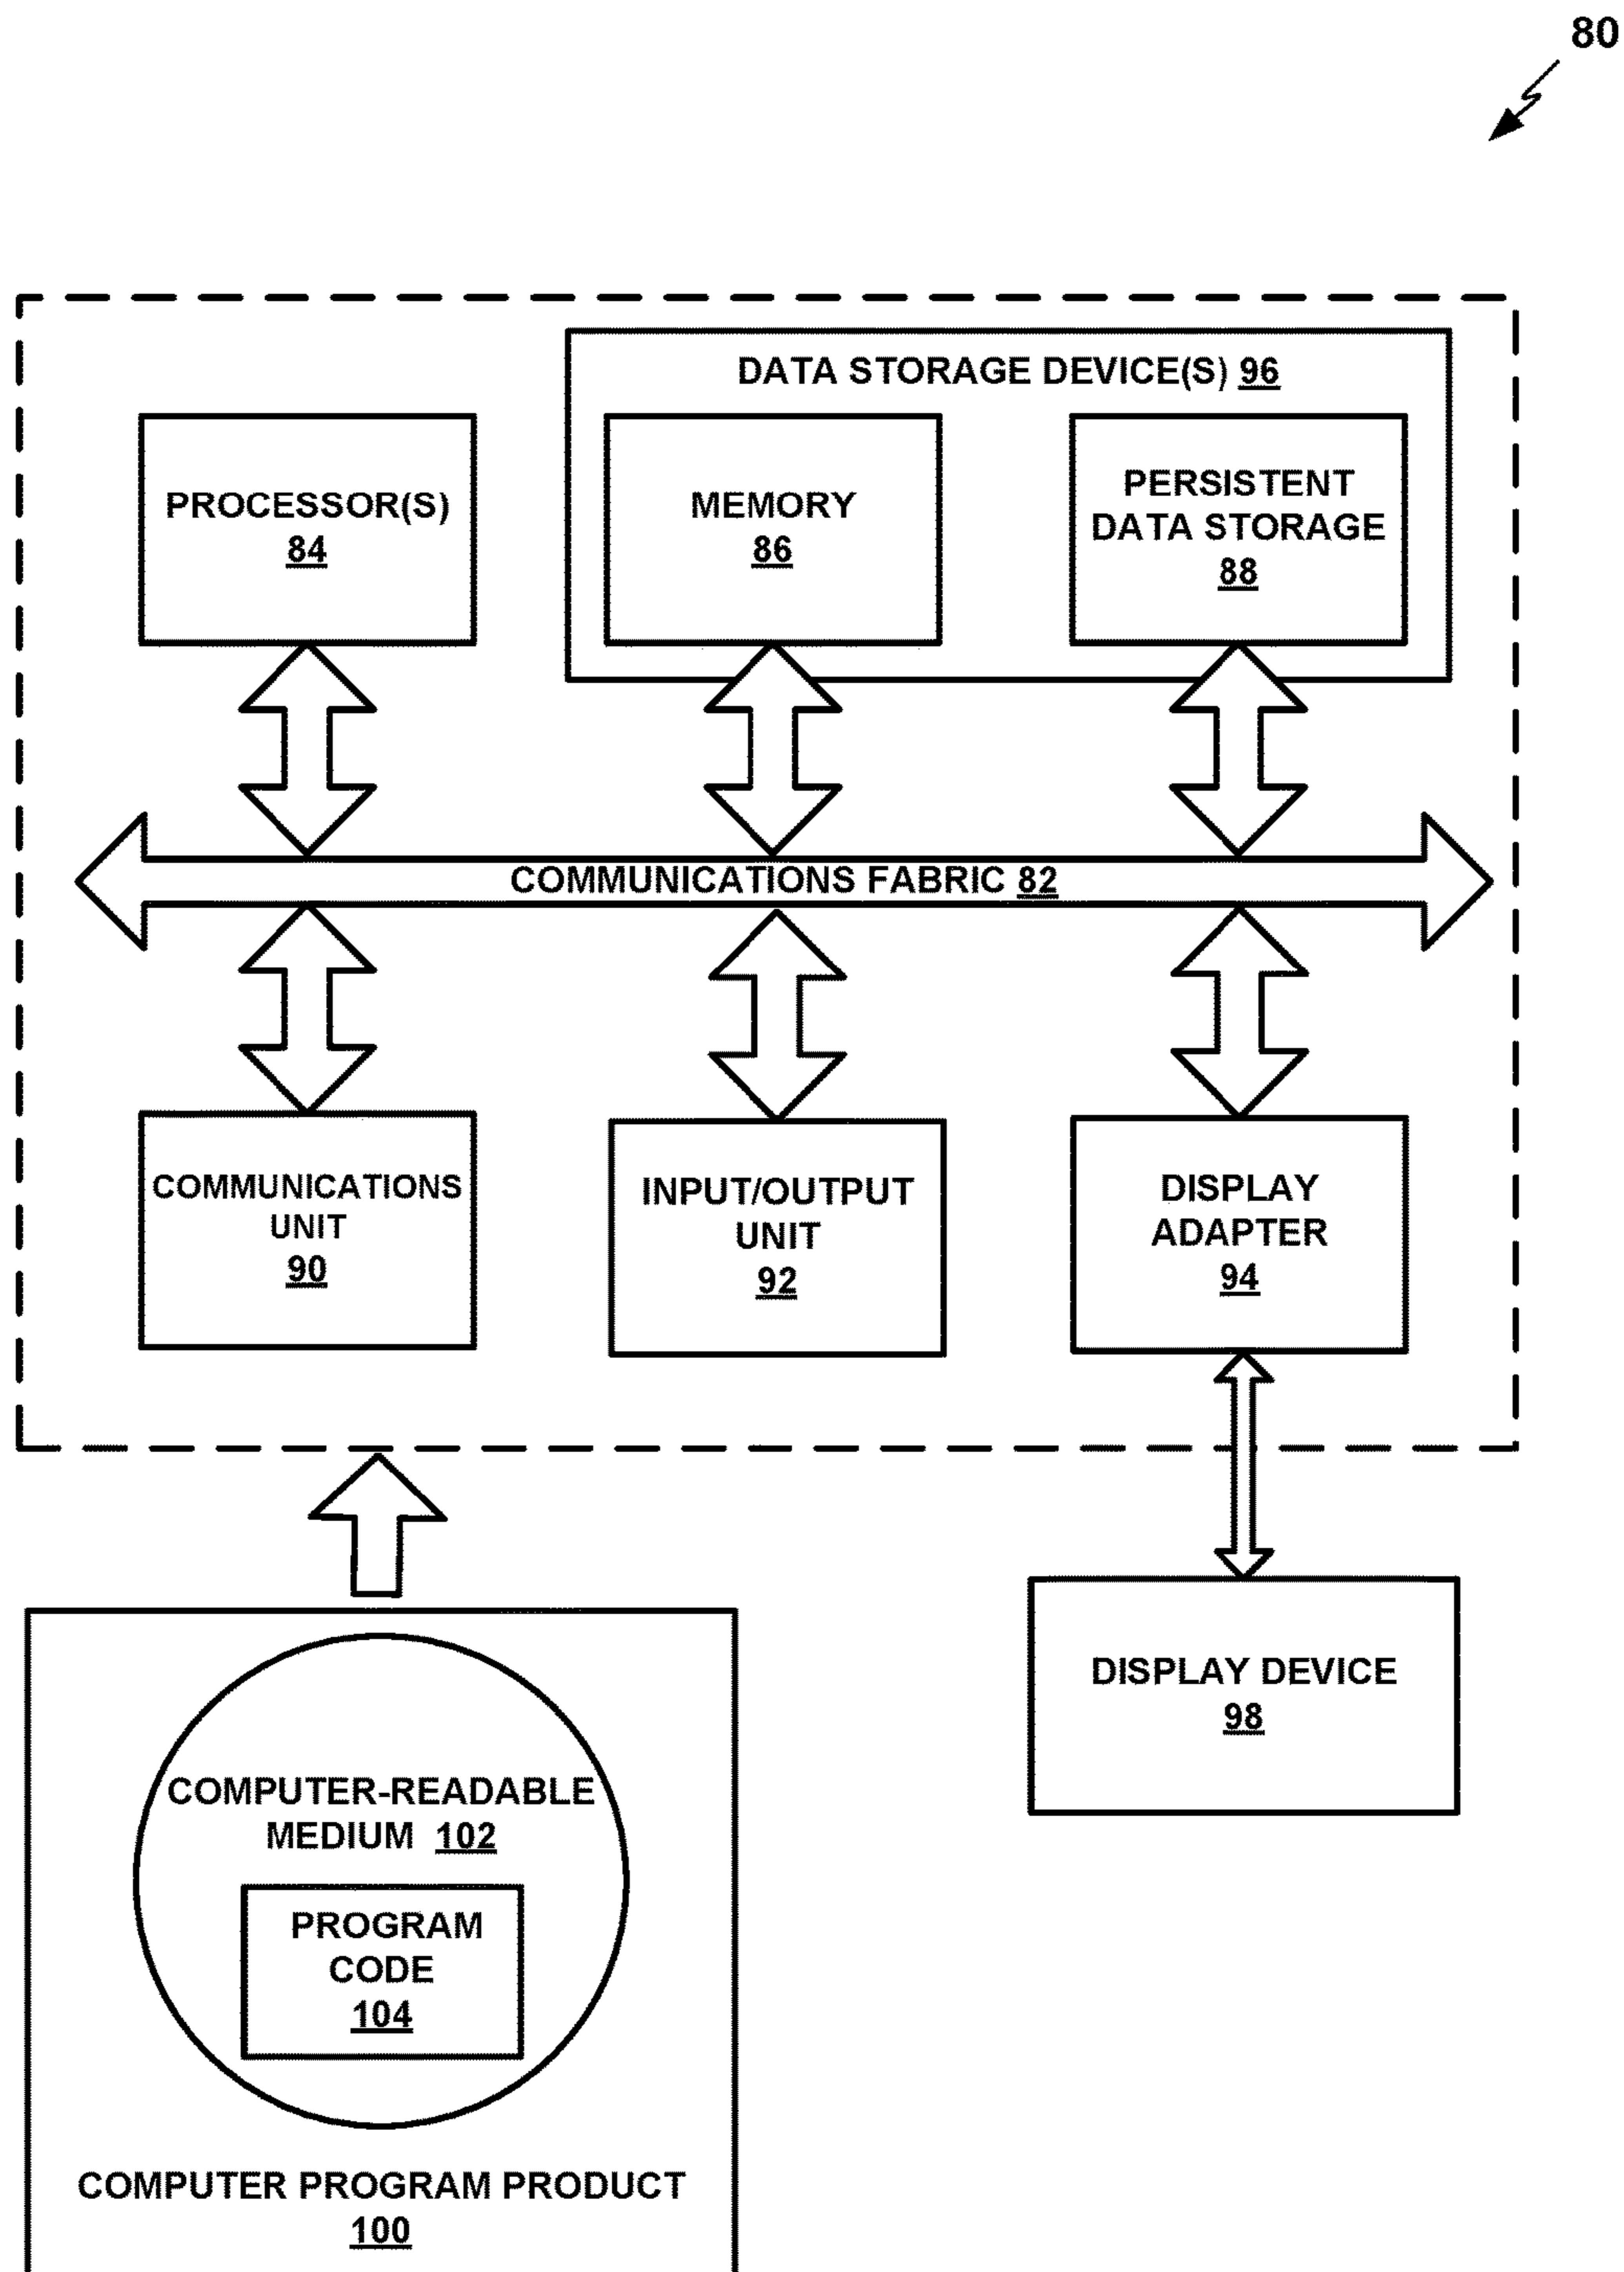 80
DATA STORAGE DEVICE(S) 96
PROCESSOR(S)
84
MEMORY
86
PERSISTENT
DATA STORAGE
88
COMMUNICATIONS FABRIC 82
COMMUNICATIONS
UNIT
90
INPUT/OUTPUT
UNIT
92
DISPLAY
ADAPTER
94
DISPLAY DEVICE
98
COMPUTER-READABLE
MEDIUM 102
PROGRAM
CODE
104
COMPUTER PROGRAM PRODUCT
100